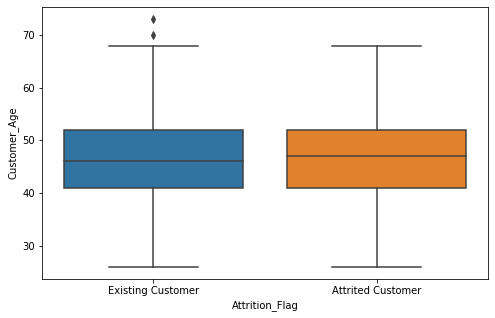 70
60
50
40
30
Customer_Age
Existing Customer
Attrited Customer
Attrition_Flag